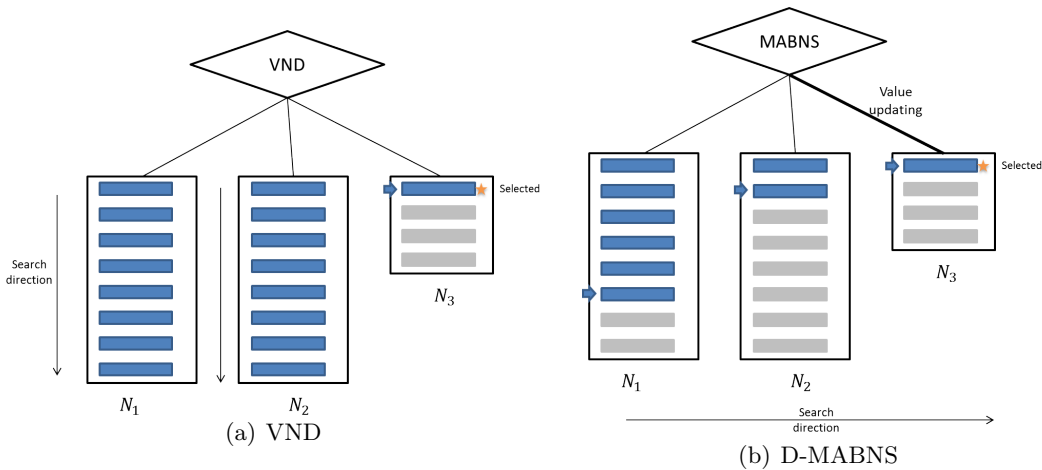 VND
Search
direction
Selected
N₁
N₂
N₃
(a) VND
MABNS
Value
updating
Selected
N₁
N₂
N₃
Search
direction
(b) D-MABNS